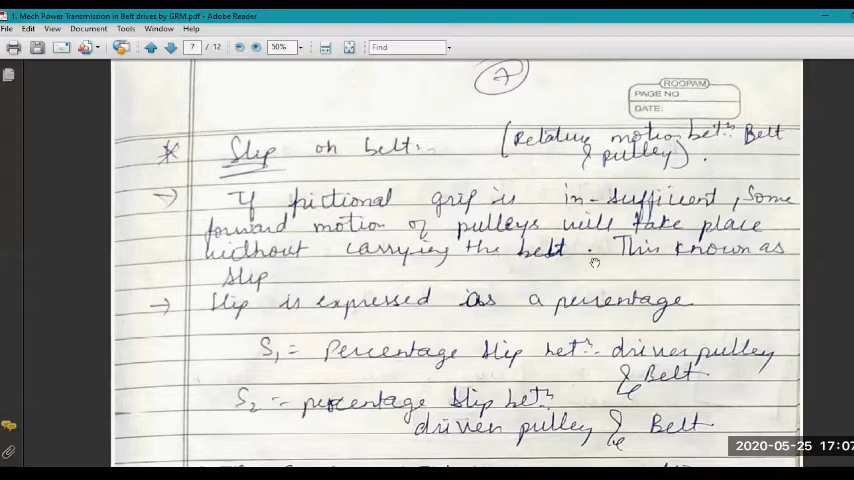 1. Mech Power Transmission in Belt drives by GRM.pdf - Adobe Reader
File Edit View Document Tools Window Help
7 / 12 50% Find
7
ROOPAM
PAGE NO
DATE:
* Slip on belt:- [Relative motion betn Belt
& pulley).
→ If frictional grip is in-sufficient, Some
forward motion of pulleys will take place
without carrying the belt. This known as
Slip
→ Slip is expressed as a percentage
S1 = Percentage Slip betn driver pulley
& Belt
S2 = percentage Slip betn
driven pulley & Belt
2020-05-25 17:07